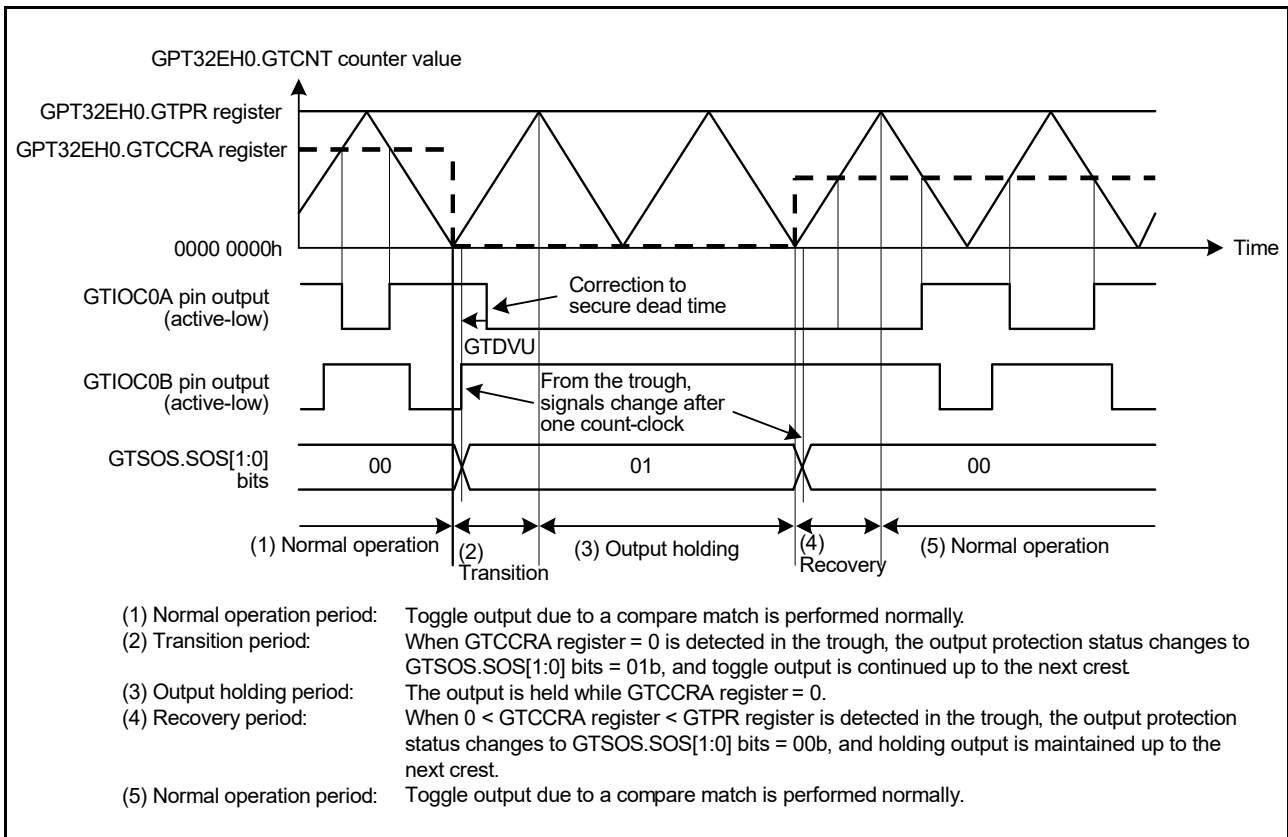 GPT32EH0.GTCNT counter value
GPT32EH0.GTPR register
GPT32EH0.GTCCRA register
0000 0000h
Time
GTIOC0A pin output
(active-low)
Correction to
secure dead time
GTDVU
GTIOC0B pin output
(active-low)
From the trough,
signals change after
one count-clock
GTSOS.SOS[1:0]
bits
00
01
00
(1) Normal operation
(2)
Transition
(3) Output holding
(4)
Recovery
(5) Normal operation
(1) Normal operation period: Toggle output due to a compare match is performed normally.
(2) Transition period: When GTCCRA register = 0 is detected in the trough, the output protection status changes to
GTSOS.SOS[1:0] bits = 01b, and toggle output is continued up to the next crest.
(3) Output holding period: The output is held while GTCCRA register = 0.
(4) Recovery period: When 0 < GTCCRA register < GTPR register is detected in the trough, the output protection
status changes to GTSOS.SOS[1:0] bits = 00b, and holding output is maintained up to the
next crest.
(5) Normal operation period: Toggle output due to a compare match is performed normally.